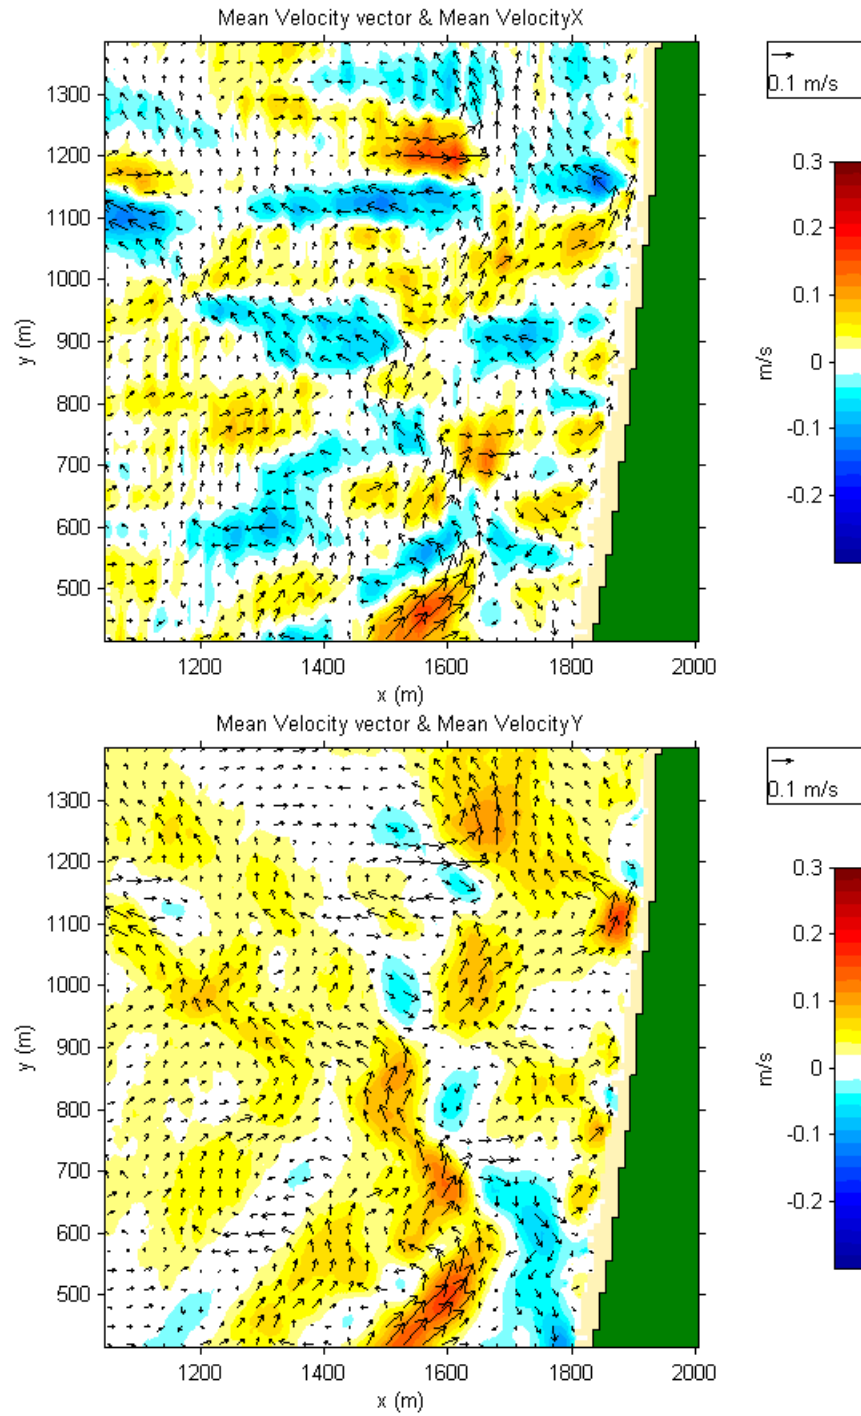 Mean Velocity vector & Mean VelocityX
0.1 m/s
1300
1200
1100
1000
900
800
700
600
500
y (m)
1200 1400 1600 1800 2000
x (m)
0.3
0.2
0.1
0
-0.1
-0.2
m/s
Mean Velocity vector & Mean VelocityY
0.1 m/s
1300
1200
1100
1000
900
800
700
600
500
y (m)
1200 1400 1600 1800 2000
x (m)
0.3
0.2
0.1
0
-0.1
-0.2
m/s